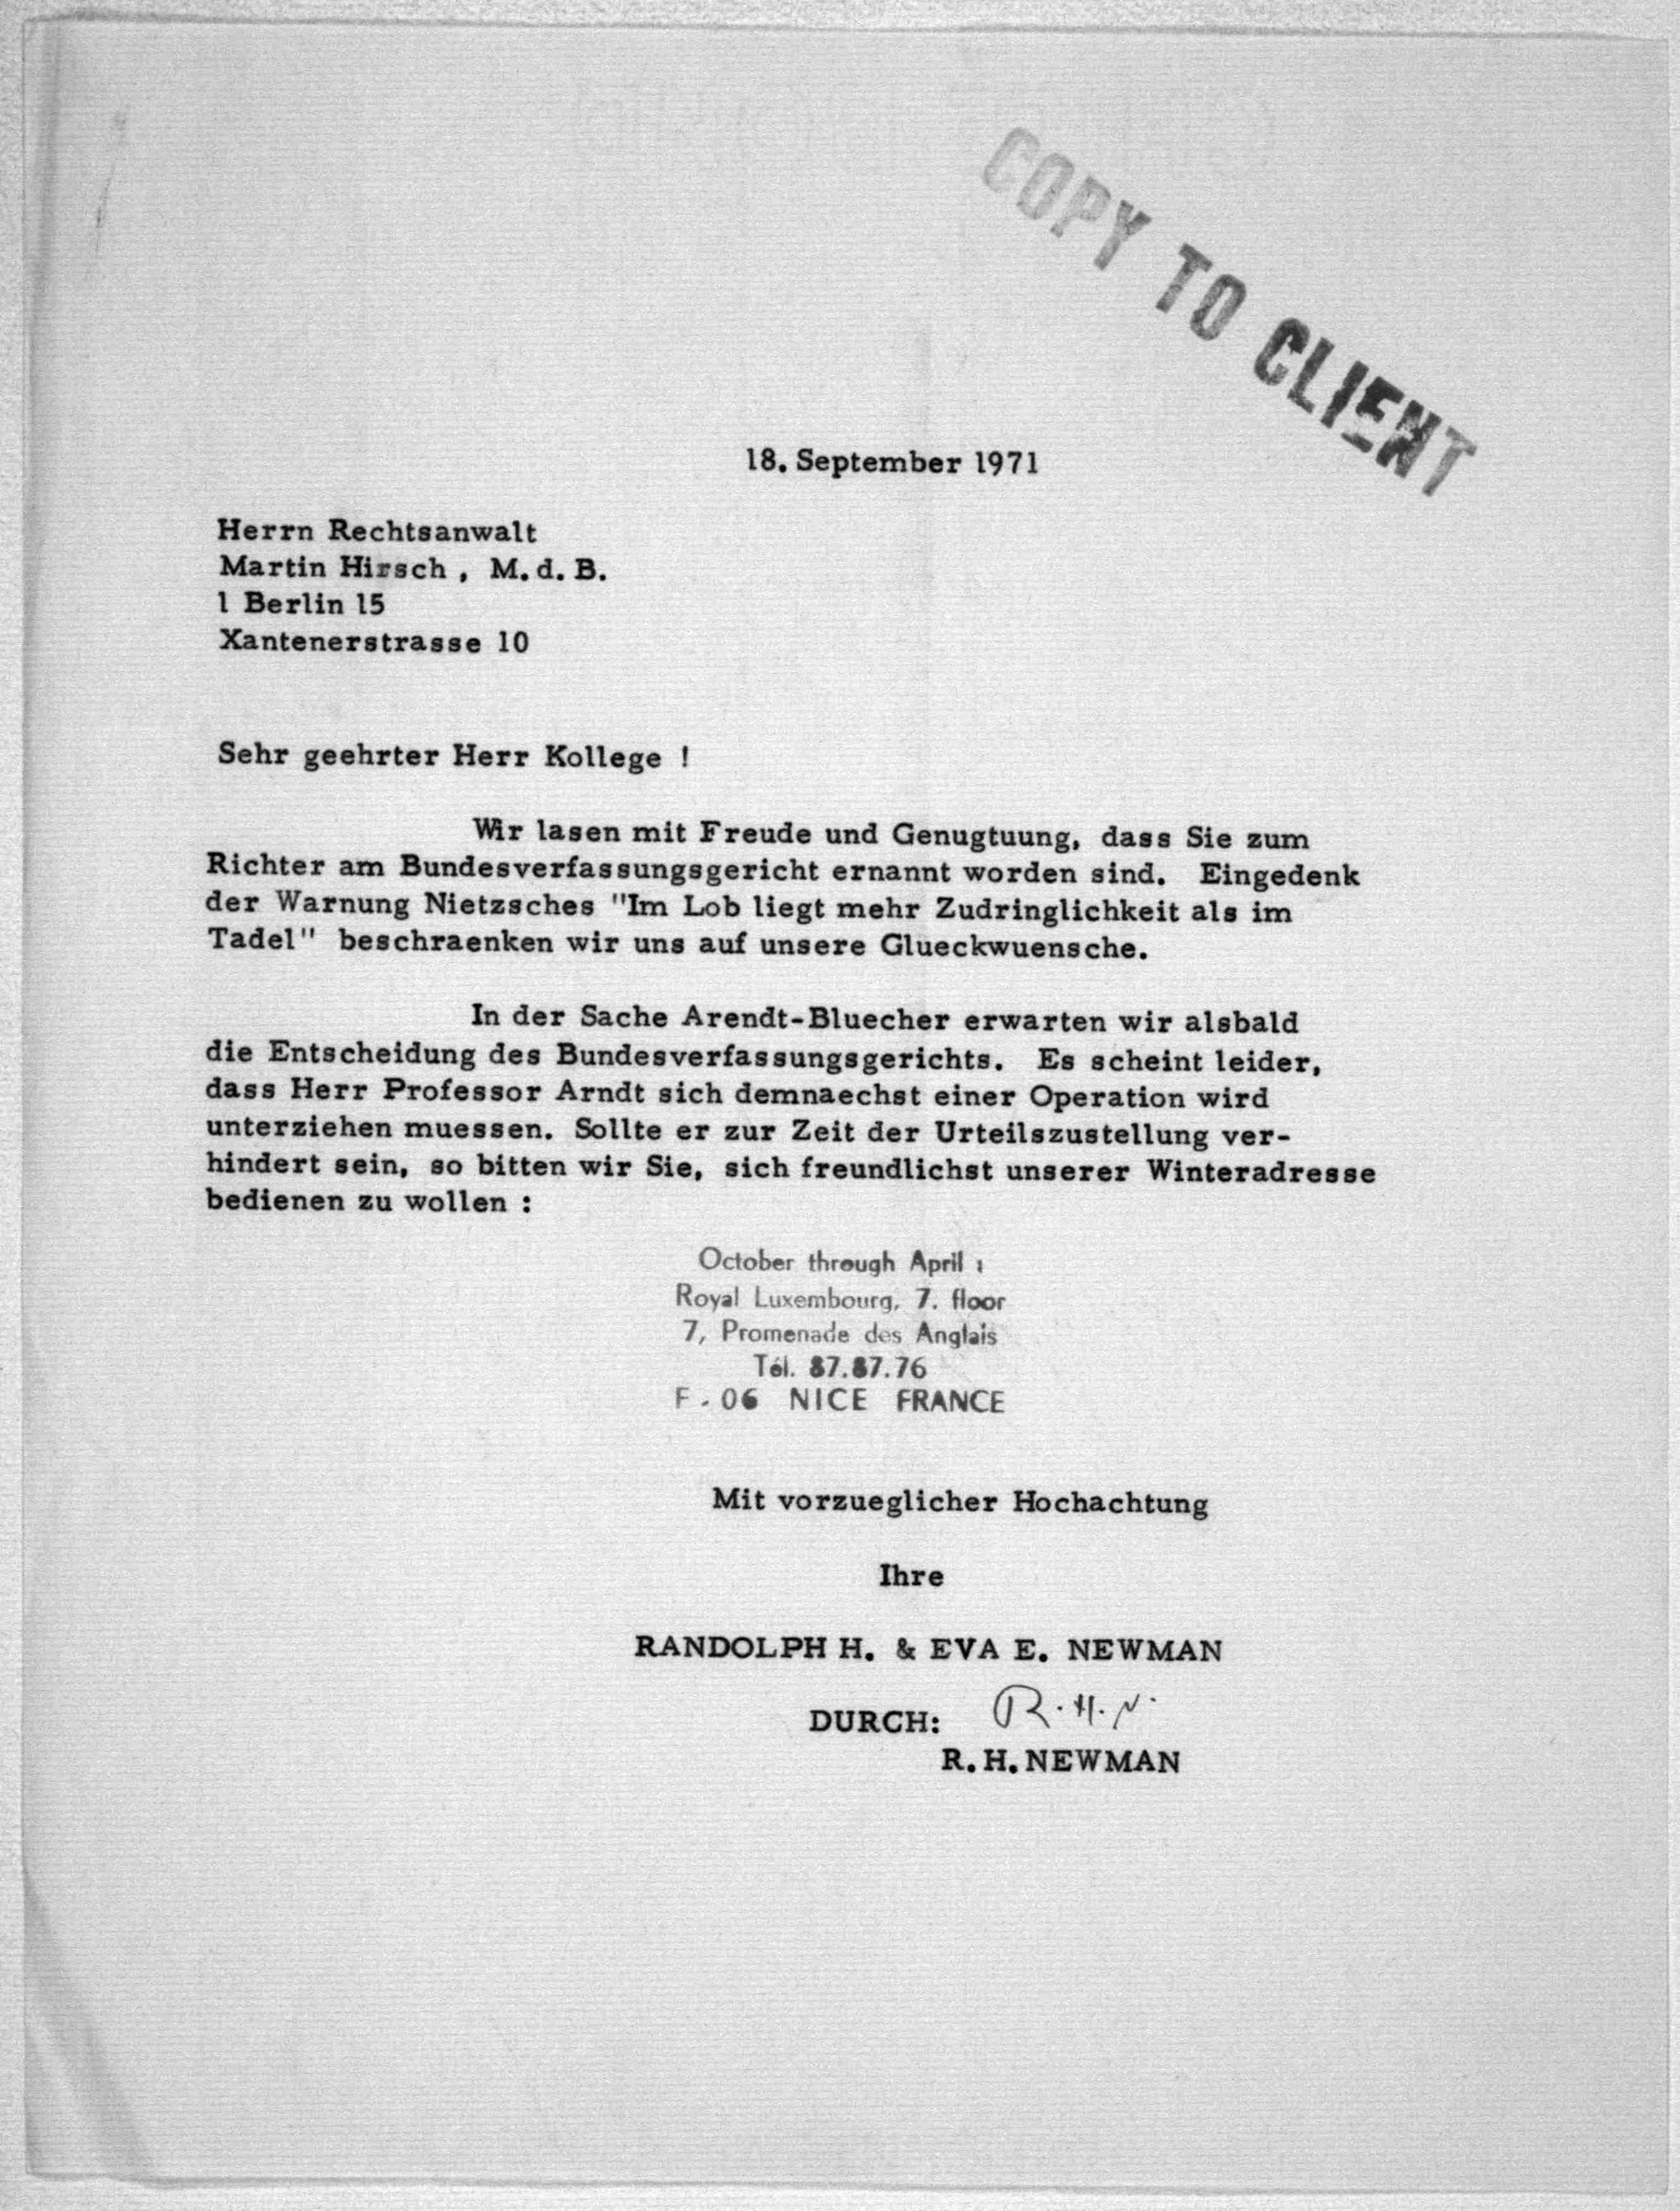 COPY TO CLIENT
18. September 1971
Herrn Rechtsanwalt
Martin Hirsch , M. d. B.
1 Berlin 15
Xantenerstrasse 10
Sehr geehrter Herr Kollege !
Wir lasen mit Freude und Genugtuung, dass Sie zum
Richter am Bundesverfassungsgericht ernannt worden sind. Eingedenk
der Warnung Nietzsches "Im Lob liegt mehr Zudringlichkeit als im
Tadel" beschraenken wir uns auf unsere Glueckwuensche.
In der Sache Arendt-Bluecher erwarten wir alsbald
die Entscheidung des Bundesverfassungsgerichts. Es scheint leider,
dass Herr Professor Arndt sich demnaechst einer Operation wird
unterziehen muessen. Sollte er zur Zeit der Urteilszustellung ver-
hindert sein, so bitten wir Sie, sich freundlichst unserer Winteradresse
bedienen zu wollen :
October through April :
Royal Luxembourg, 7. floor
7, Promenade des Anglais
Tél. 87.87.76
F - 06 NICE FRANCE
Mit vorzueglicher Hochachtung
Ihre
RANDOLPH H. & EVA E. NEWMAN
DURCH: R. H. N.
R. H. NEWMAN